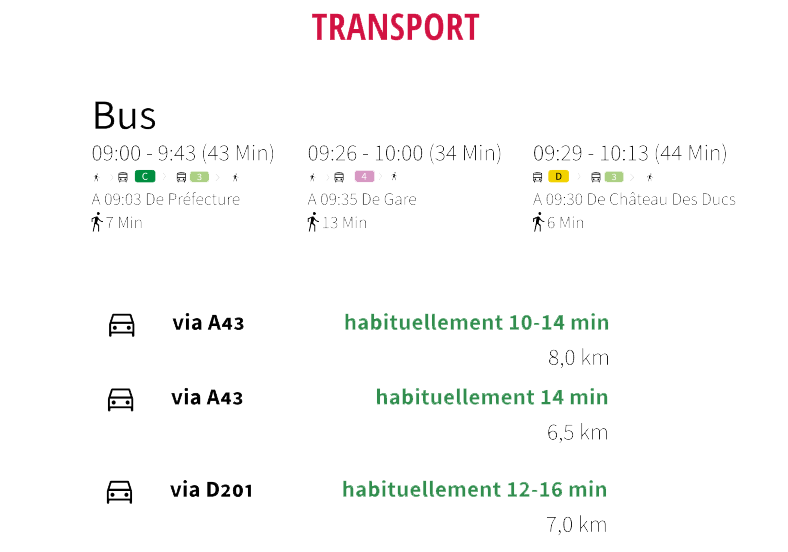 TRANSPORT
Bus
09:00 - 9:43 (43 Min)
C 3
A 09:03 De Préfecture
7 Min
09:26 - 10:00 (34 Min)
4
A 09:35 De Gare
13 Min
09:29 - 10:13 (44 Min)
D 3
A 09:30 De Château Des Ducs
6 Min
via A43 habituellement 10-14 min
8,0 km
via A43 habituellement 14 min
6,5 km
via D201 habituellement 12-16 min
7,0 km